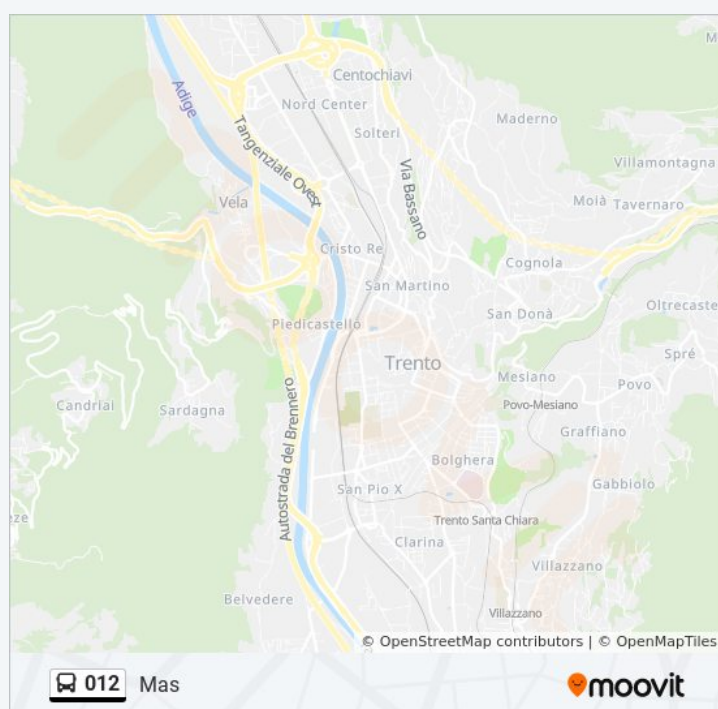 Centochiavi
Adige
Nord Center
Maderno
Solteri
Tangenziale Ovest
Via Bassano
Villamontagna
Vela
Moià
Tavernaro
Cristo Re
Cognola
San Martino
Oltrecaste
San Donà
Piedicastello
Trento
Spré
Mesiano
Povo
Candriai
Sardagna
Povo-Mesiano
Autostrada del Brennero
Graffiano
Bolghera
San Pio X
Gabbiolo
Trento Santa Chiara
Clarina
Villazzano
Belvedere
Villazzano
© OpenStreetMap contributors | © OpenMapTiles
012 Mas
moovit